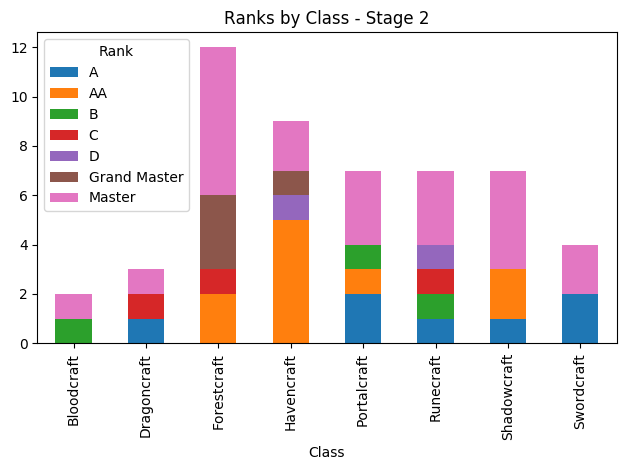 Ranks by Class - Stage 2
12
10
8
6
4
2
0
Rank
A
AA
B
C
D
Grand Master
Master
Bloodcraft
Dragoncraft
Forestcraft
Havencraft
Portalcraft
Runecraft
Shadowcraft
Swordcraft
Class